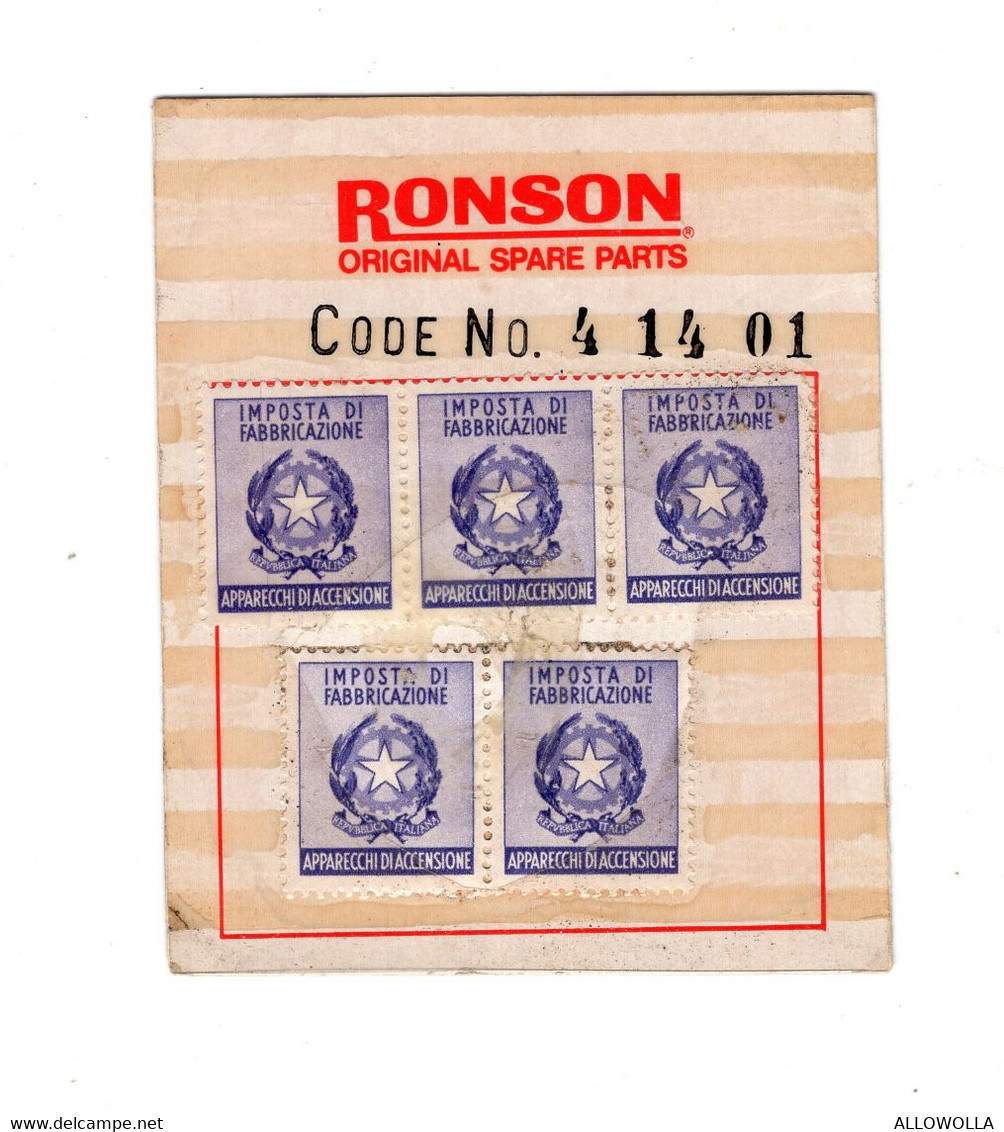 RONSON®
ORIGINAL SPARE PARTS
CODE NO. 4 14 01
IMPOSTA DI
FABBRICAZIONE
REPVBBLICA ITALIANA
APPARECCHI DI ACCENSIONE
IMPOSTA DI
FABBRICAZIONE
REPVBBLICA ITALIANA
APPARECCHI DI ACCENSIONE
IMPOSTA DI
FABBRICAZIONE
REPVBBLICA ITALIANA
APPARECCHI DI ACCENSIONE
IMPOSTA DI
FABBRICAZIONE
REPVBBLICA ITALIANA
APPARECCHI DI ACCENSIONE
IMPOSTA DI
FABBRICAZIONE
REPVBBLICA ITALIANA
APPARECCHI DI ACCENSIONE
www.delcampe.net
ALLOWOLLA